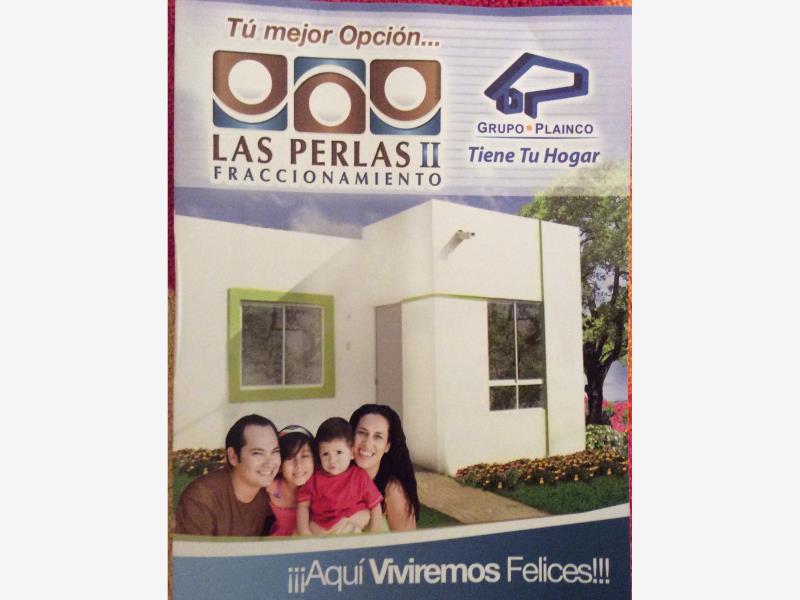 Tú mejor Opción...
LAS PERLAS II
FRACCIONAMIENTO
GRUPO PLAINCO
Tiene Tu Hogar
¡¡¡Aquí Viviremos Felices!!!